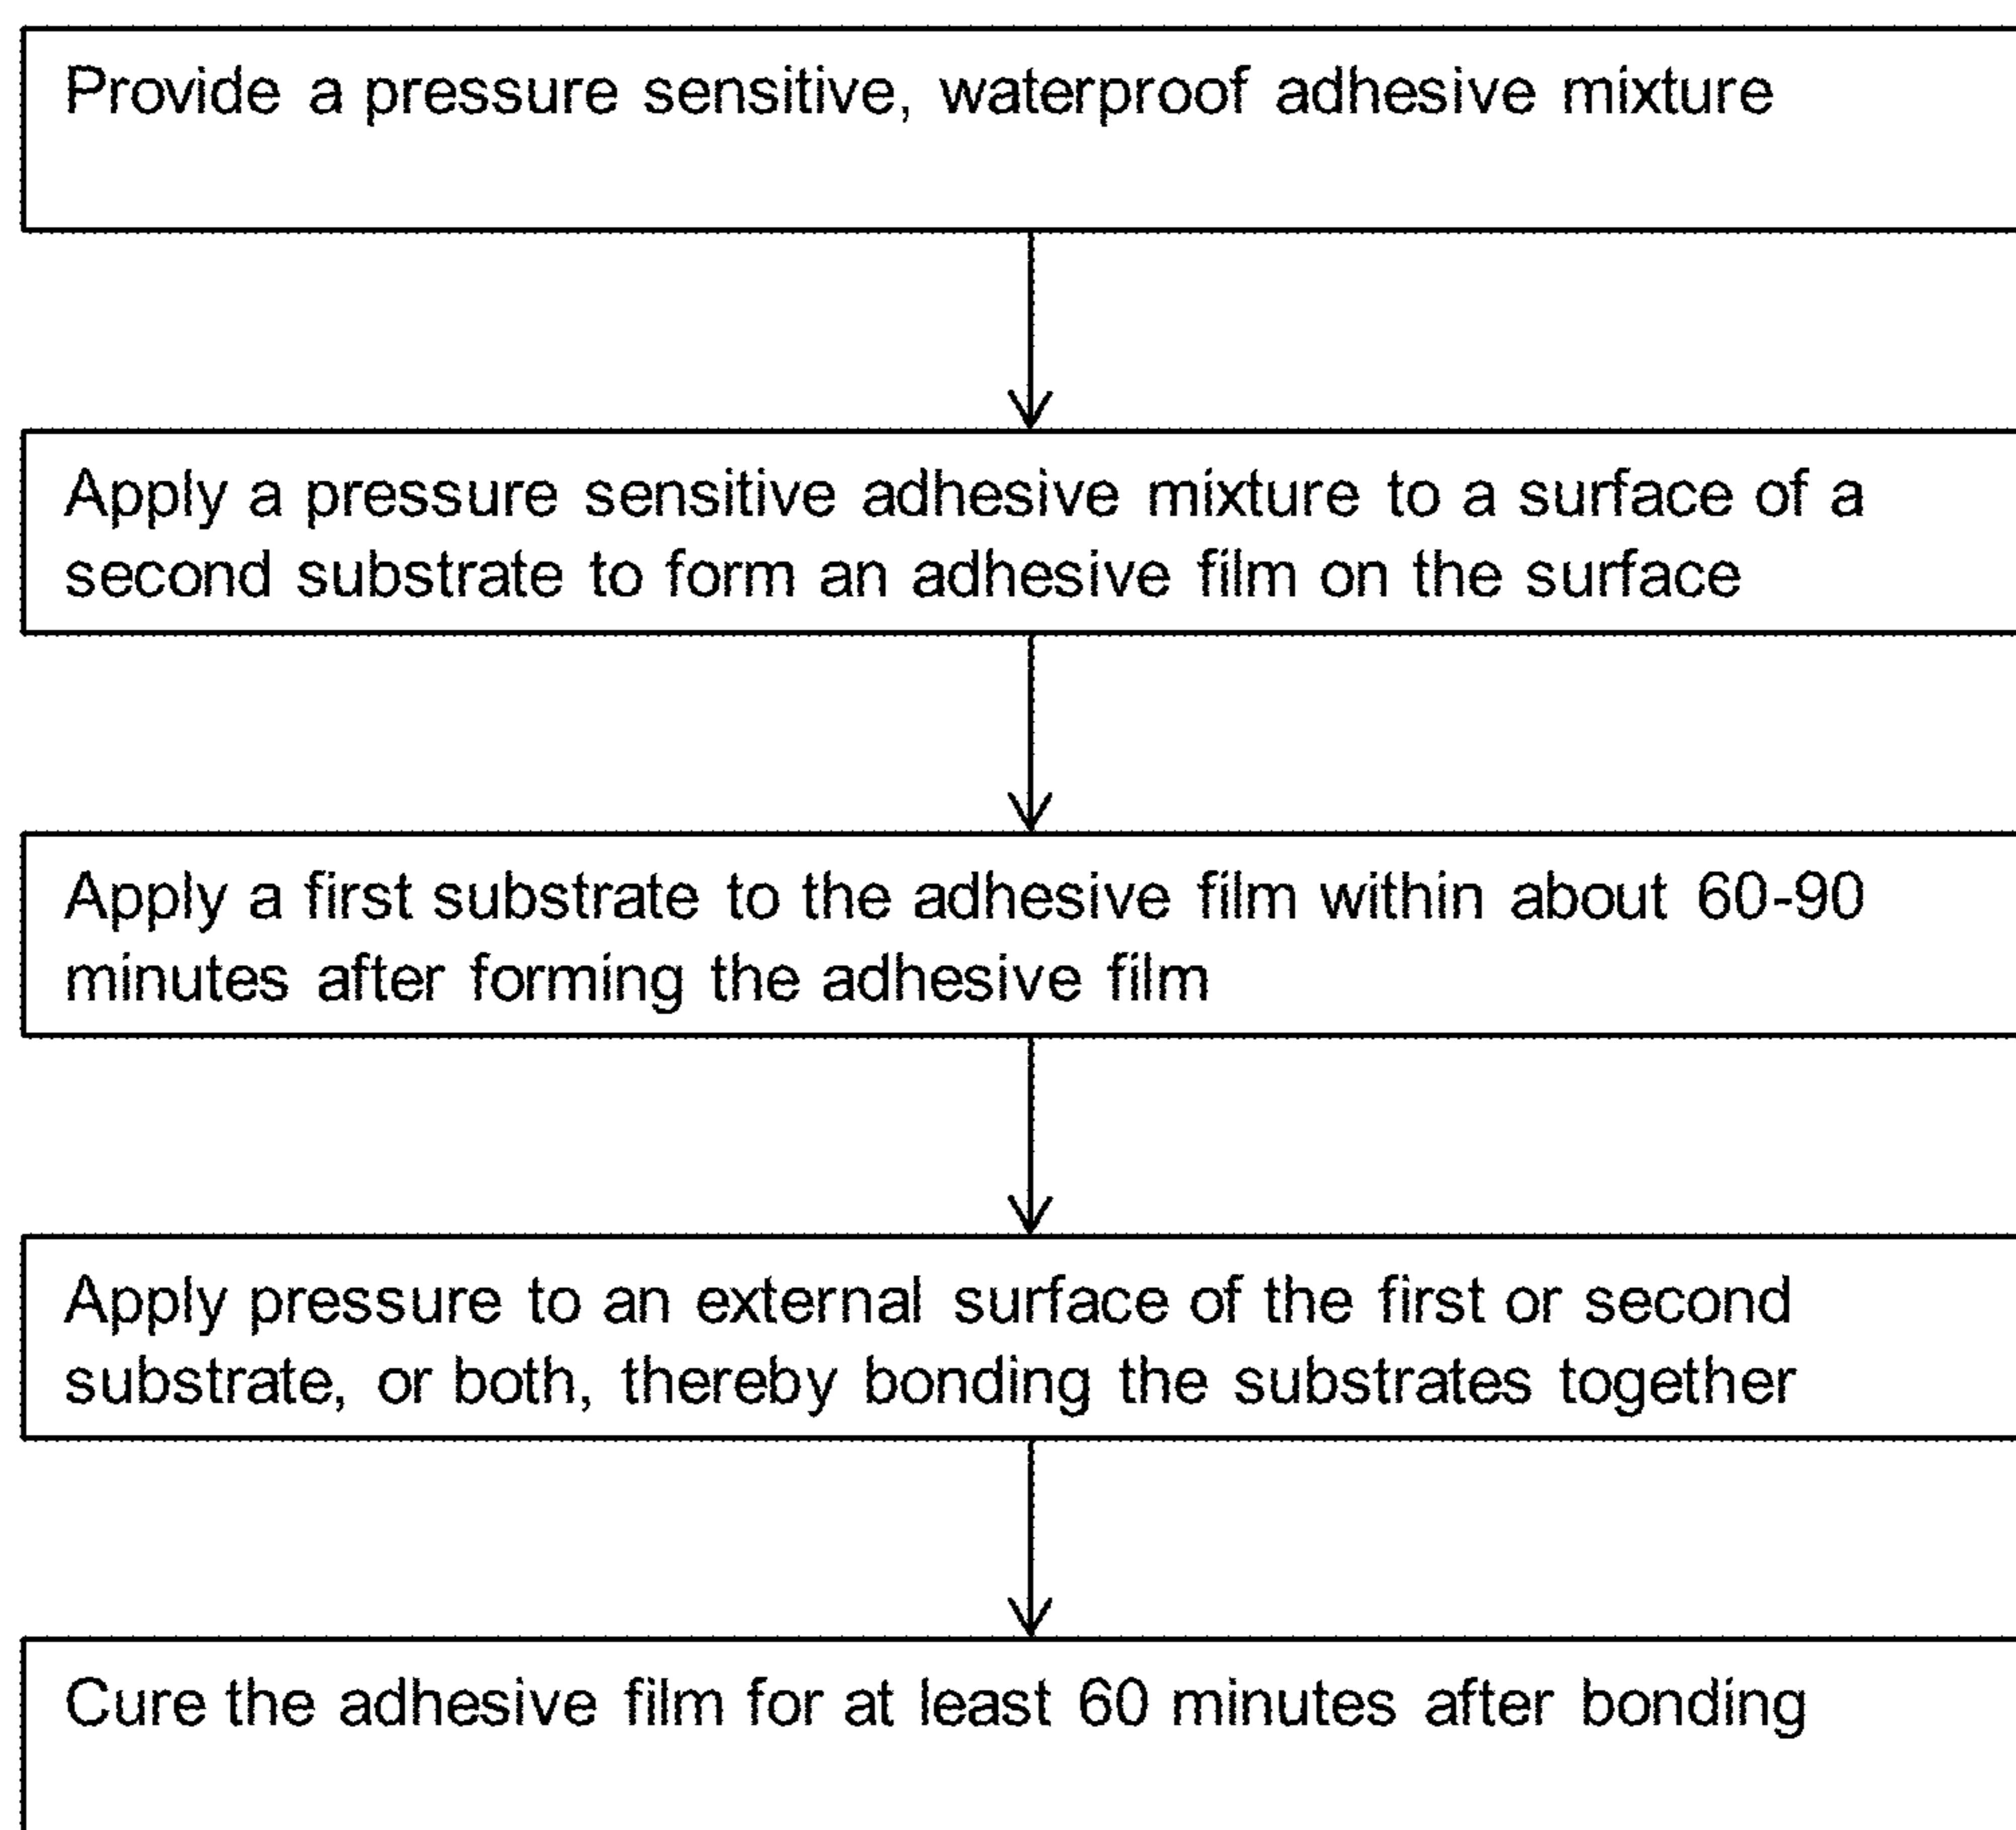 Provide a pressure sensitive, waterproof adhesive mixture
Apply a pressure sensitive adhesive mixture to a surface of a
second substrate to form an adhesive film on the surface
Apply a first substrate to the adhesive film within about 60-90
minutes after forming the adhesive film
Apply pressure to an external surface of the first or second
substrate, or both, thereby bonding the substrates together
Cure the adhesive film for at least 60 minutes after bonding